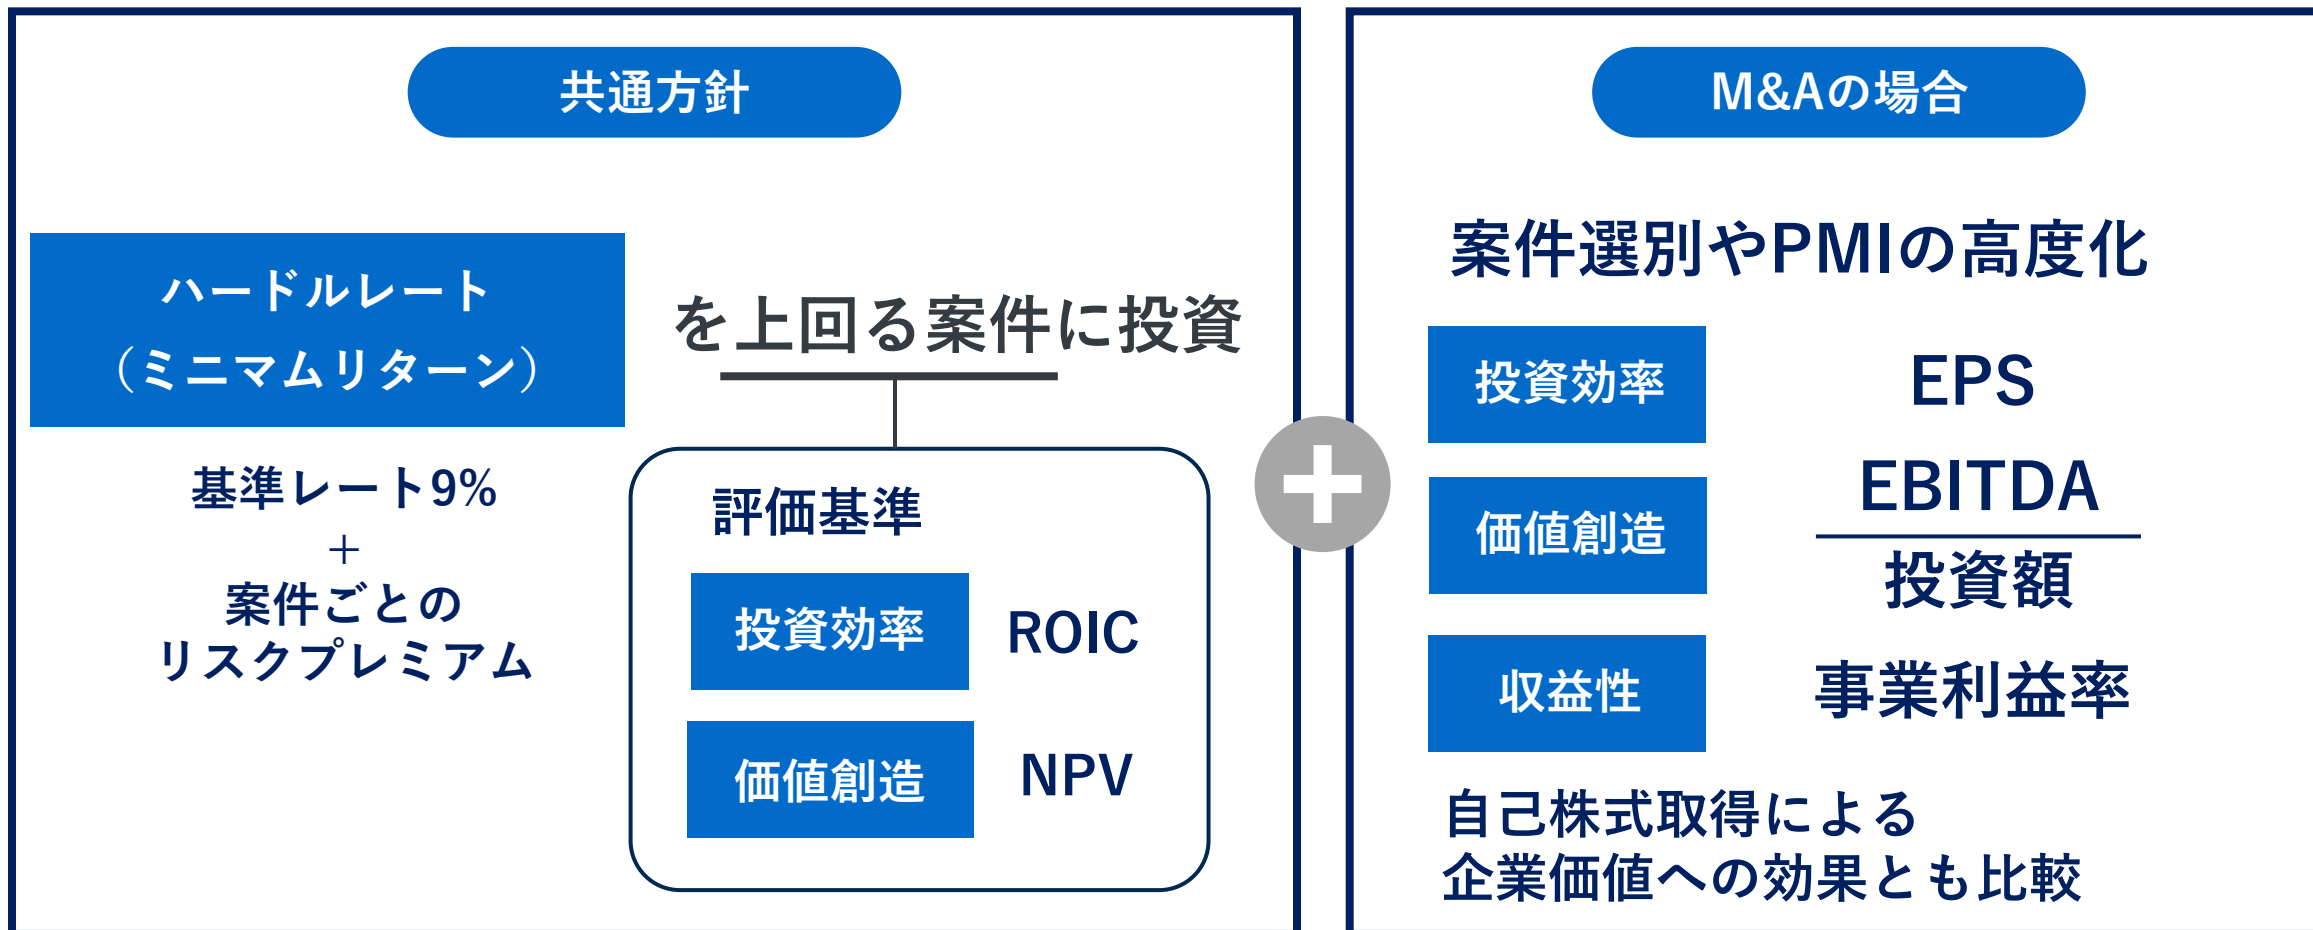 共通方針
ハードルレート
（ミニマムリターン）
を上回る案件に投資
基準レート9%
＋
案件ごとの
リスクプレミアム
評価基準
投資効率
ROIC
価値創造
NPV
M&Aの場合
案件選別やPMIの高度化
投資効率
EPS
価値創造
EBITDA
投資額
収益性
事業利益率
自己株式取得による
企業価値への効果とも比較